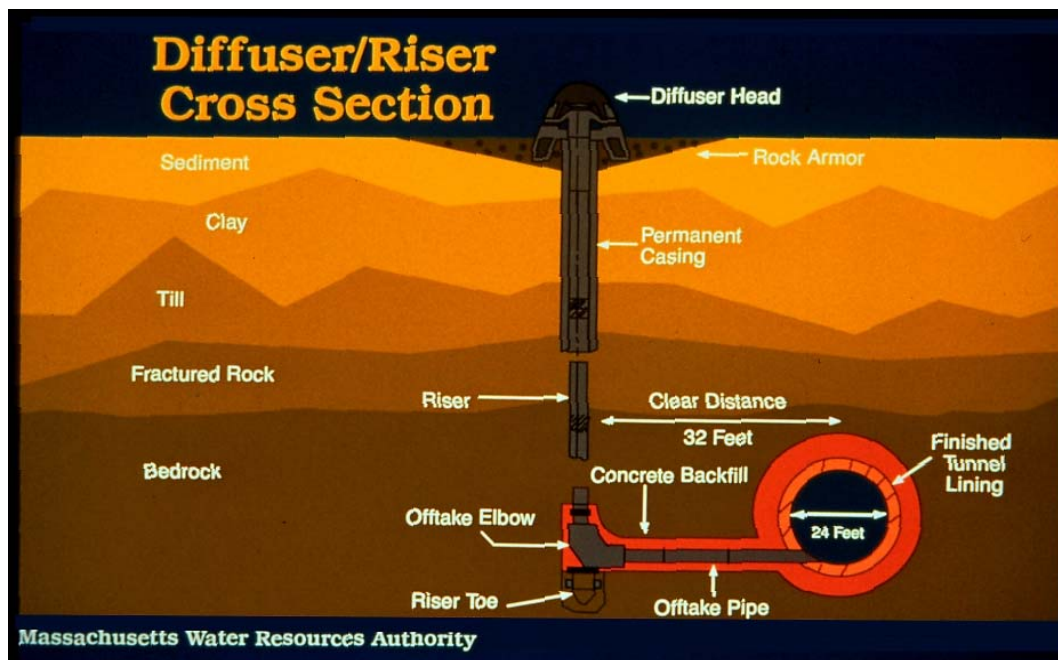 Diffuser/Riser
Cross Section
Diffuser Head
Sediment
Rock Armor
Clay
Permanent
Casing
Till
Fractured Rock
Riser
Clear Distance
32 Feet
Finished
Tunnel
Lining
Bedrock
Concrete Backfill
Offtake Elbow
24 Feet
Riser Toe
Offtake Pipe
Massachusetts Water Resources Authority